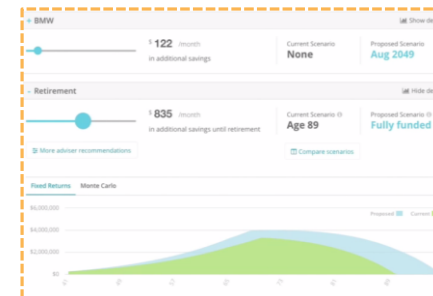 + BMW
Show de
$ 122 /month
in additional savings
Current Scenario
None
Proposed Scenario
Aug 2049
- Retirement
Hide de
$ 835 /month
in additional savings until retirement
Current Scenario
Age 89
Proposed Scenario
Fully funded
More adviser recommendations
Compare scenarios
Fixed Returns Monte Carlo
Proposed Current
$6,000,000
$4,000,000
$2,000,000
$0